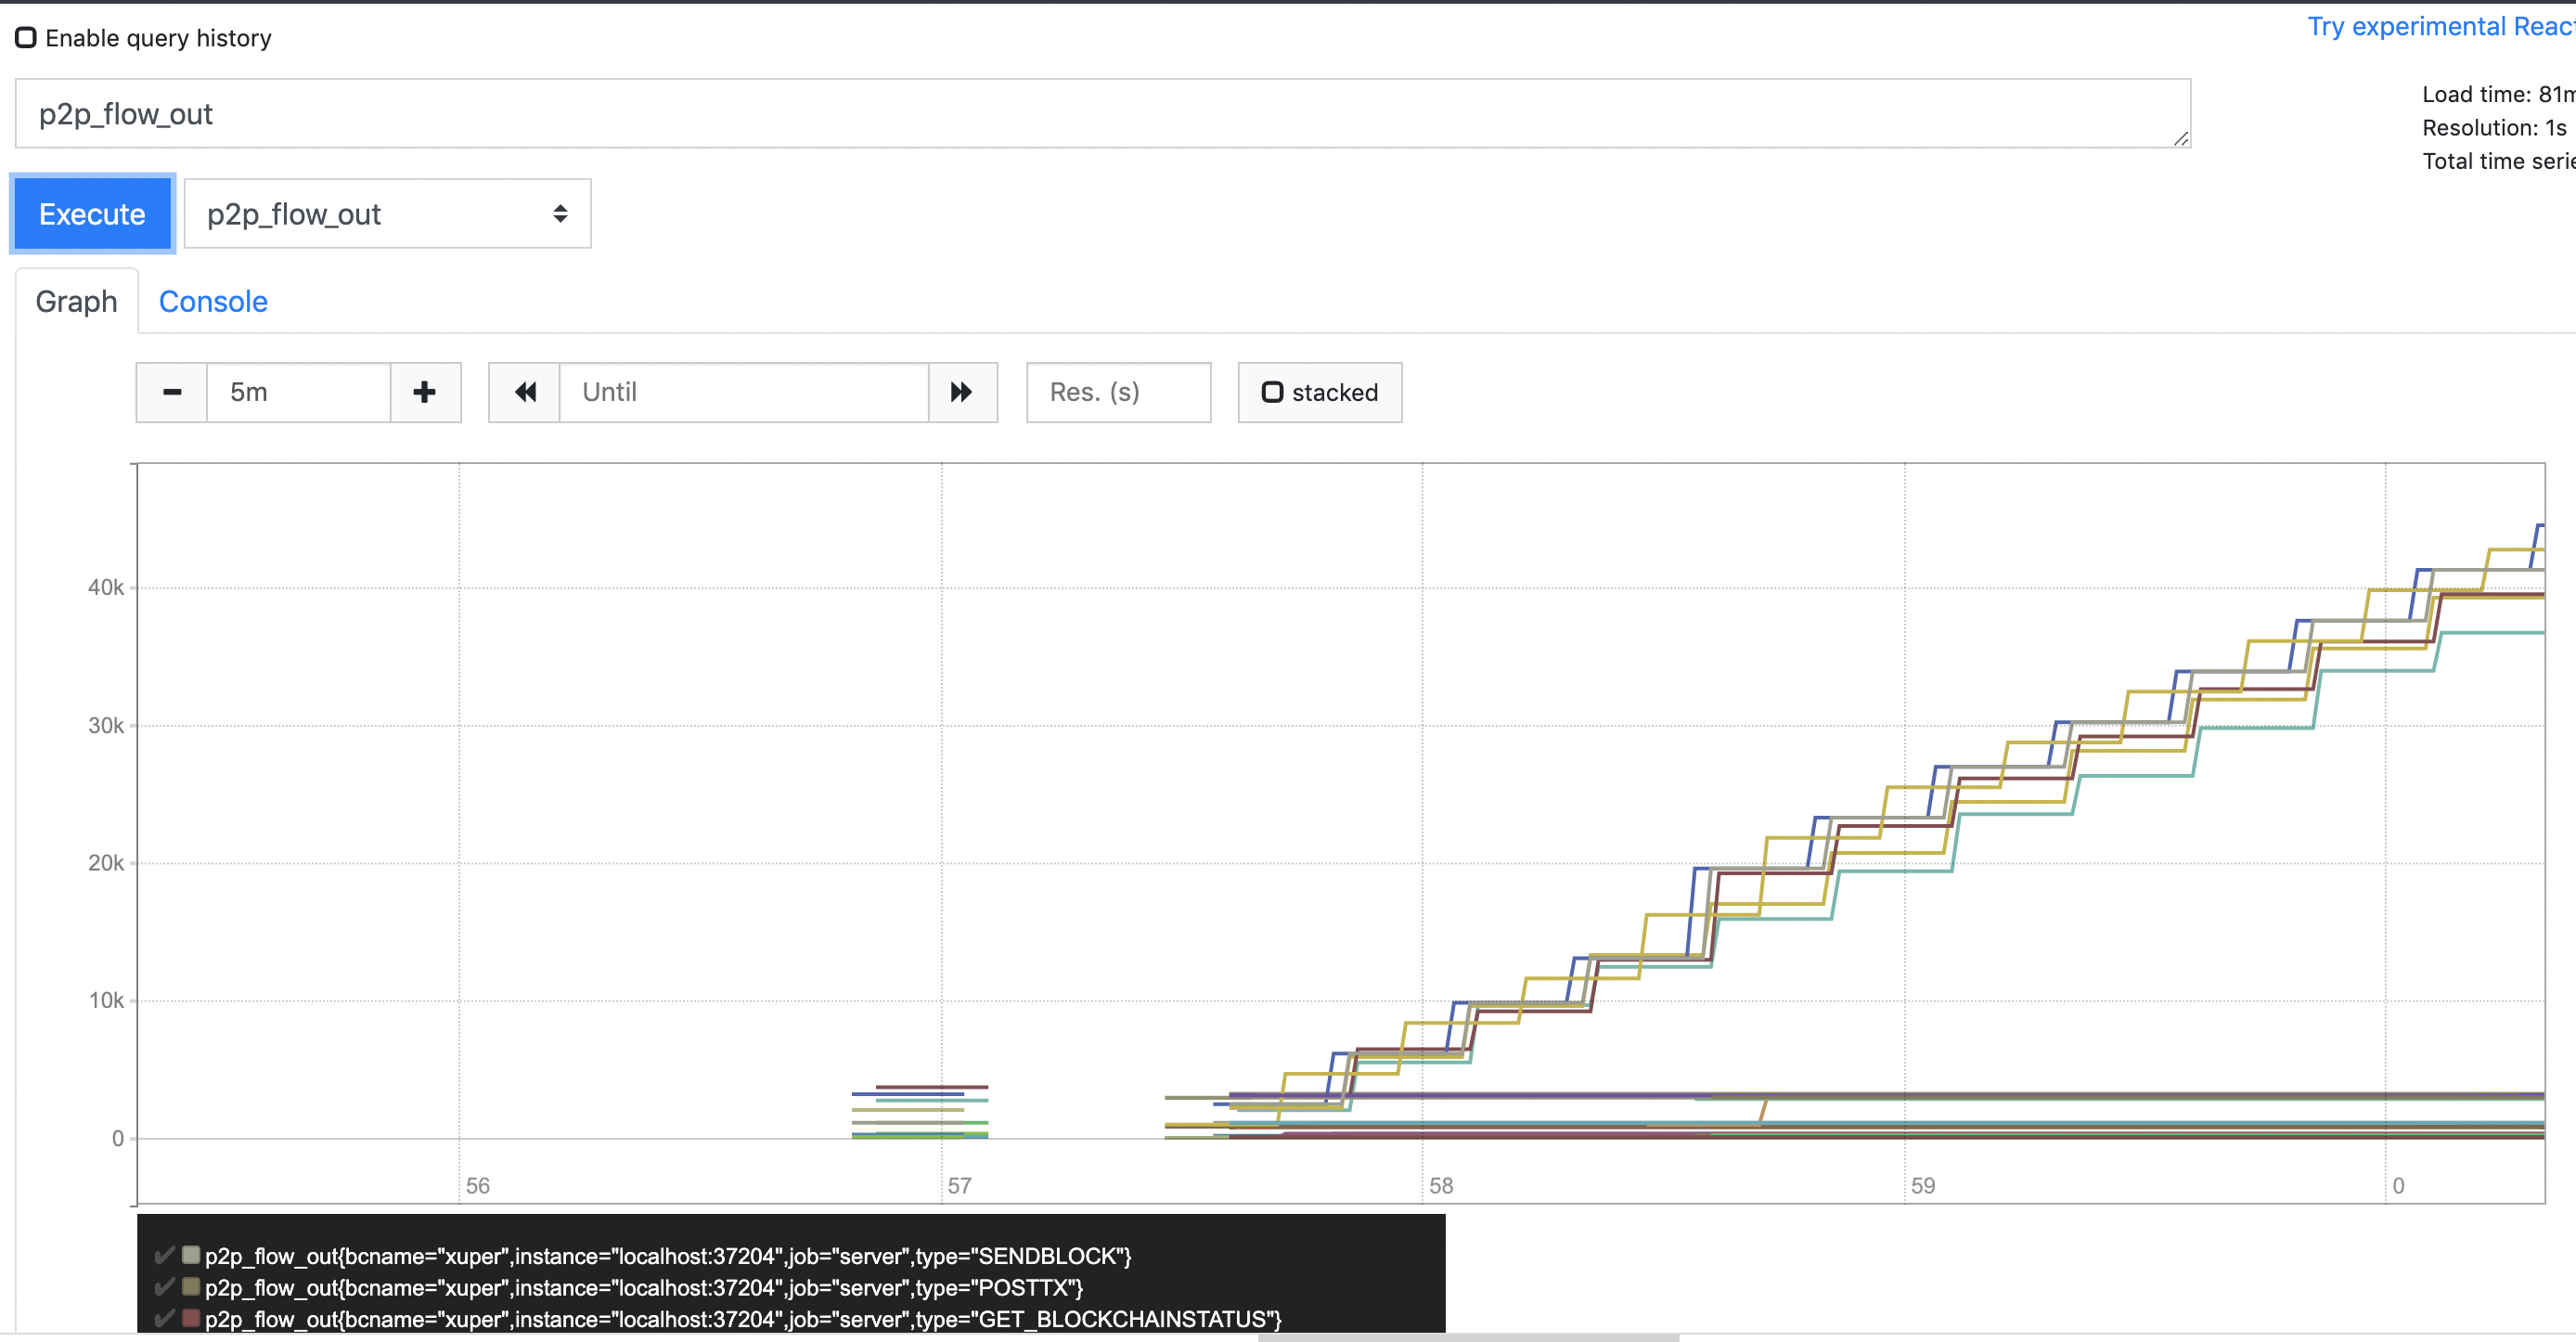 Enable query history
Try experimental React
p2p_flow_out
Load time: 81m
Resolution: 1s
Total time serie
Execute
p2p_flow_out
Graph
Console
5m
Until
Res. (s)
stacked
40k
30k
20k
10k
0
56
57
58
59
0
p2p_flow_out{bcname="xuper",instance="localhost:37204",job="server",type="SENDBLOCK"}
p2p_flow_out{bcname="xuper",instance="localhost:37204",job="server",type="POSTTX"}
p2p_flow_out{bcname="xuper",instance="localhost:37204",job="server",type="GET_BLOCKCHAINSTATUS"}